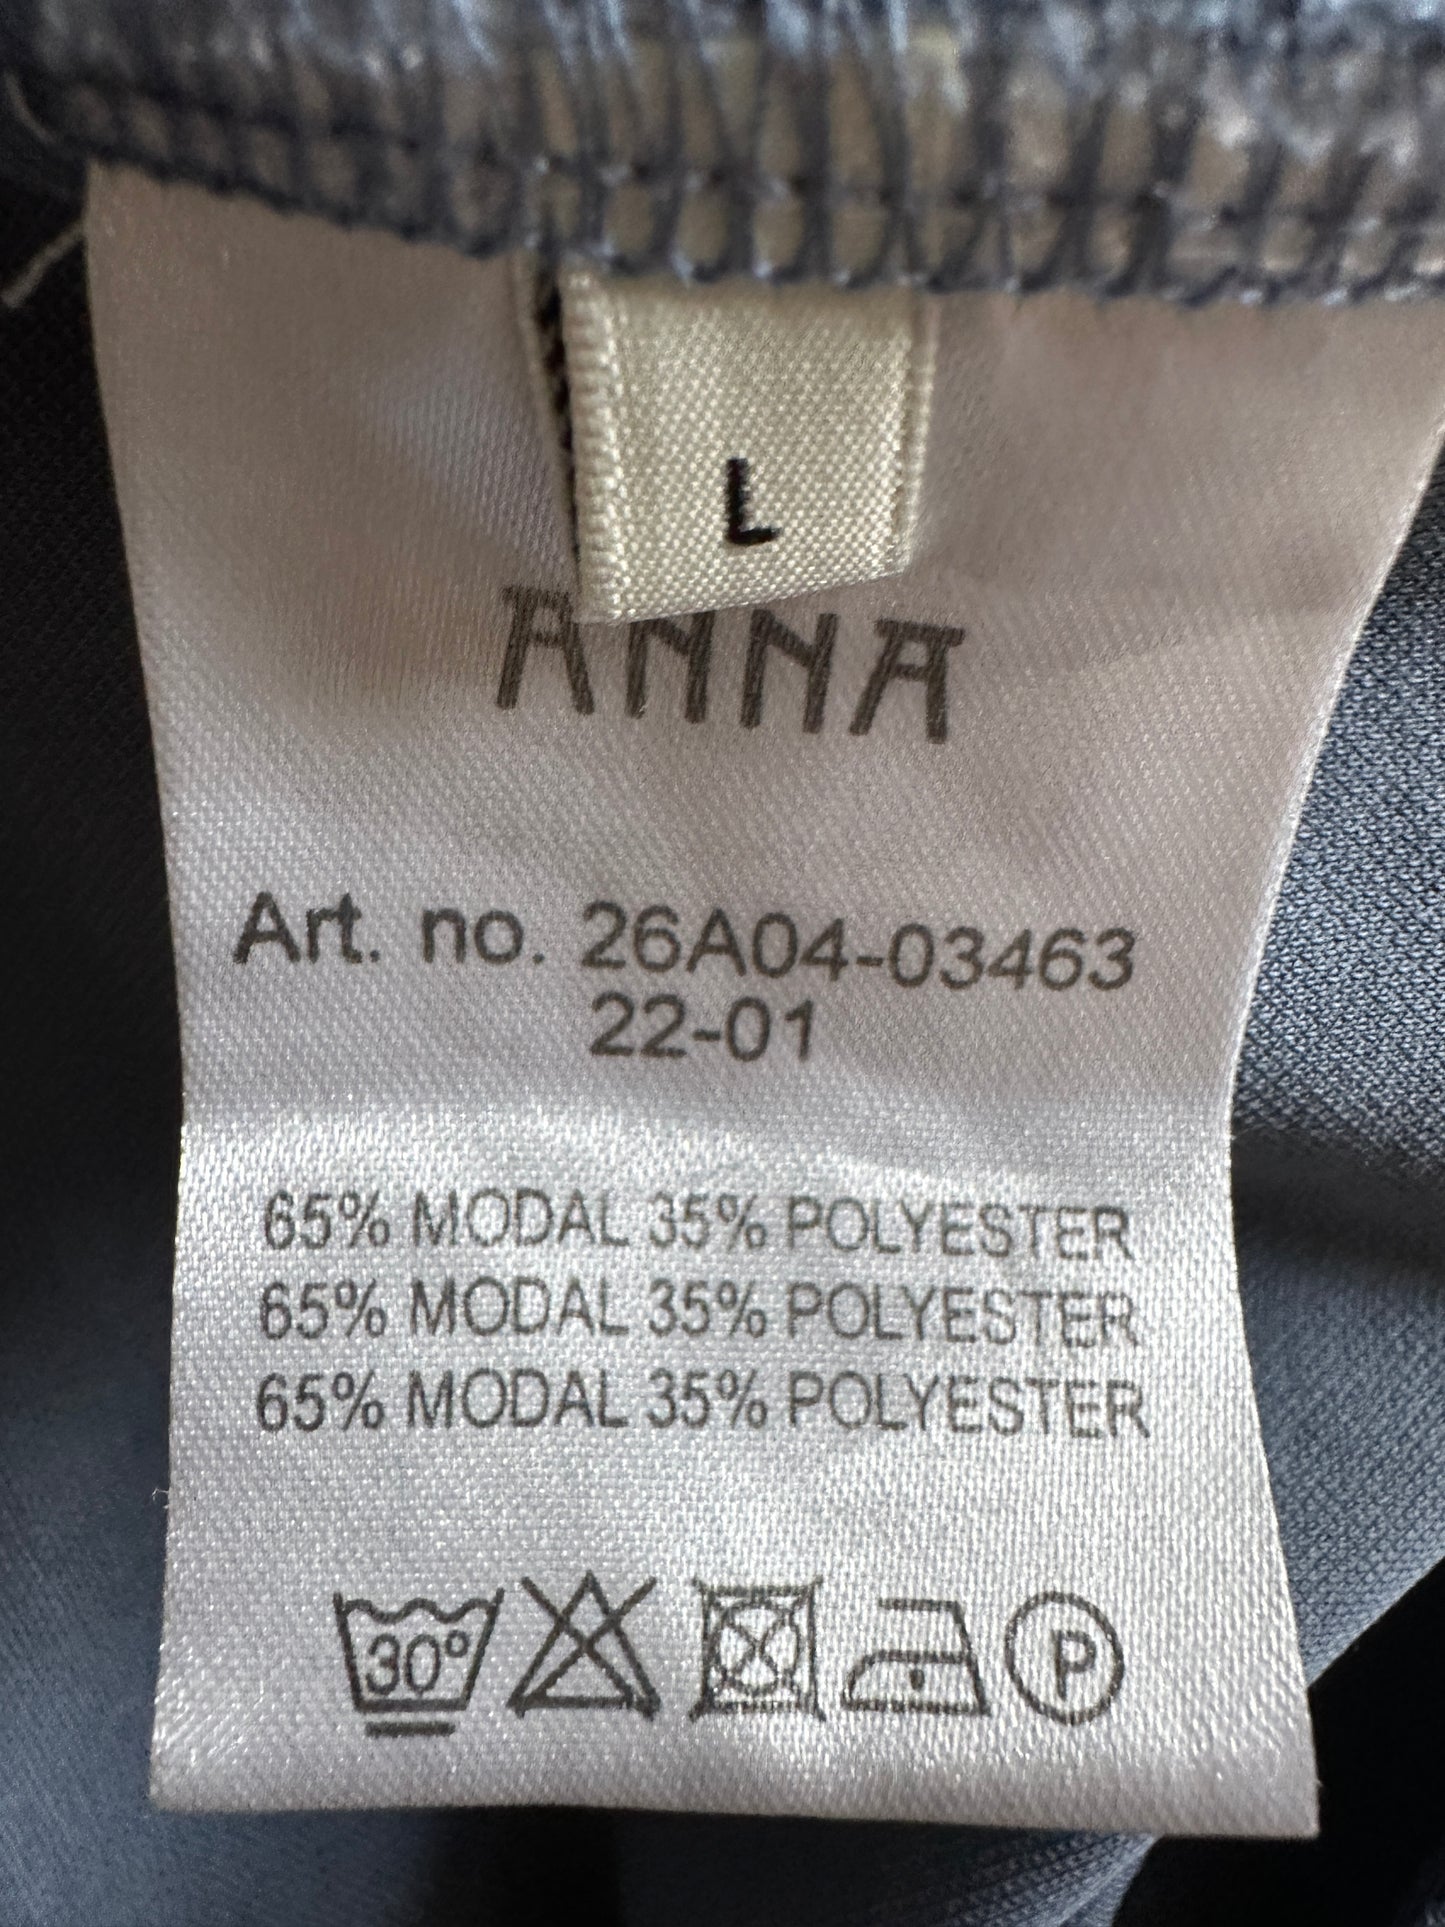 L
ANNA
Art. no. 26A04-03463
22-01
65% MODAL 35% POLYESTER
65% MODAL 35% POLYESTER
65% MODAL 35% POLYESTER
30° P